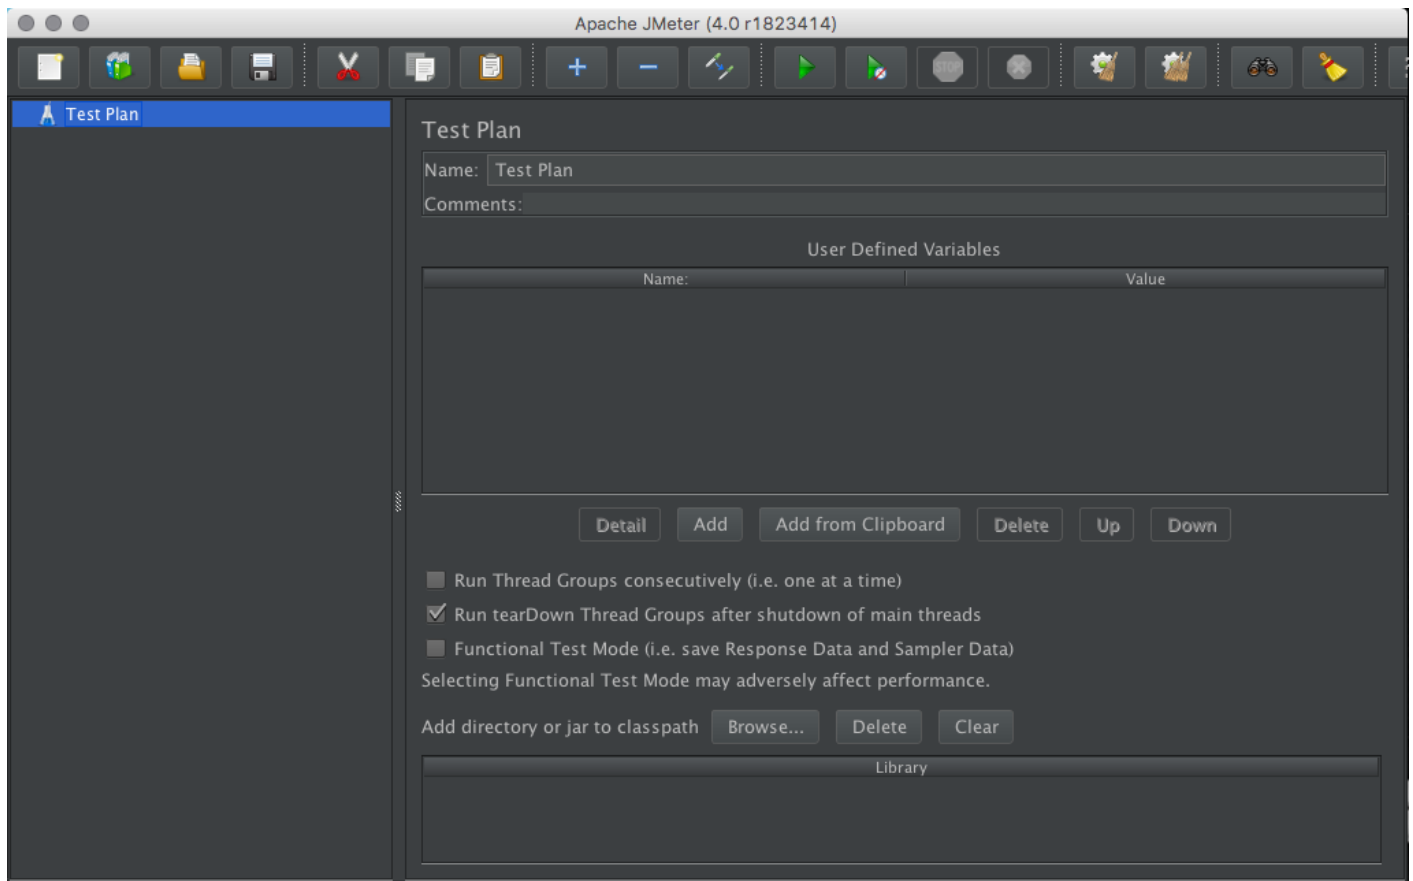 Apache JMeter (4.0 r1823414)
STOP
Test Plan
Test Plan
Name: Test Plan
Comments:
User Defined Variables
Name: Value
Detail Add Add from Clipboard Delete Up Down
Run Thread Groups consecutively (i.e. one at a time)
Run tearDown Thread Groups after shutdown of main threads
Functional Test Mode (i.e. save Response Data and Sampler Data)
Selecting Functional Test Mode may adversely affect performance.
Add directory or jar to classpath Browse... Delete Clear
Library